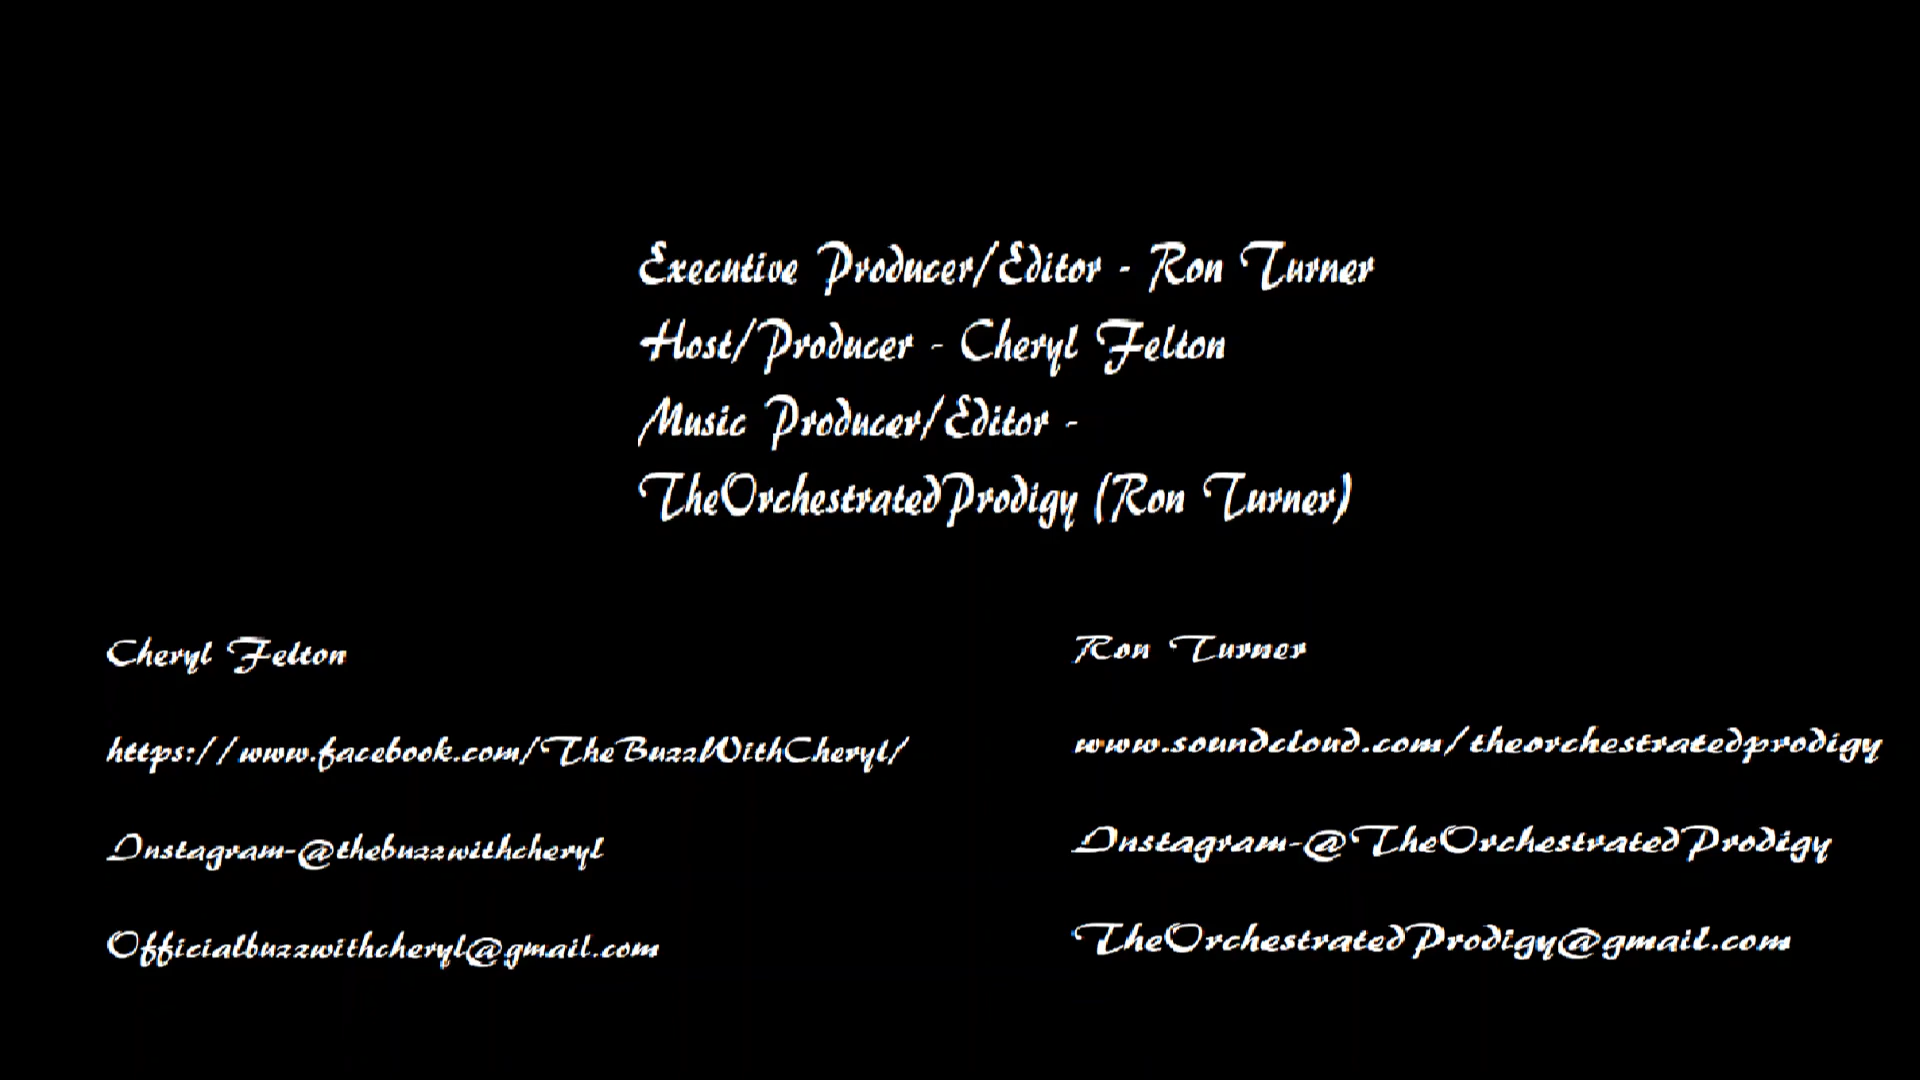 Executive Producer/Editor - Ron Turner
Host/Producer - Cheryl Felton
Music Producer/Editor -
TheOrchestratedProdigy (Ron Turner)
Cheryl Felton
https://www.facebook.com/TheBuzzWithCheryl/
Instagram-@thebuzzwithcheryl
Officialbuzzwithcheryl@gmail.com
Ron Turner
www.soundcloud.com/theorchestratedprodigy
Instagram-@TheOrchestratedProdigy
TheOrchestratedProdigy@gmail.com